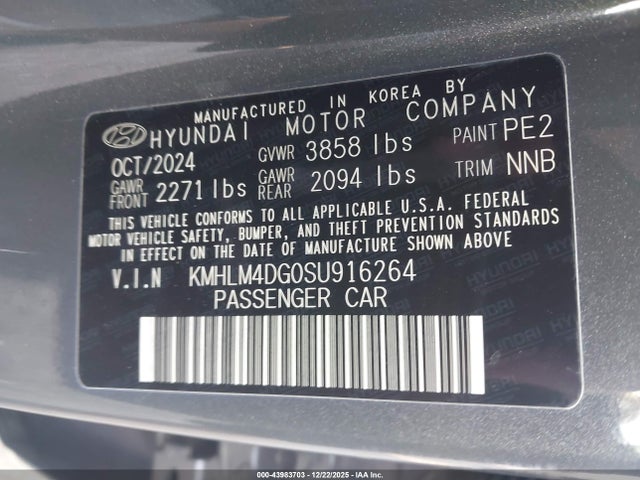 MANUFACTURED IN KOREA BY
HYUNDAI MOTOR COMPANY
OCT/2024 GVWR 3858 lbs PAINT PE2
GAWR FRONT 2271 lbs GAWR REAR 2094 lbs TRIM NNB
THIS VEHICLE CONFORMS TO ALL APPLICABLE U.S.A. FEDERAL
MOTOR VEHICLE SAFETY, BUMPER, AND THEFT PREVENTION STANDARDS
IN EFFECT ON THE DATE OF MANUFACTURE SHOWN ABOVE
V.I.N KMHLM4DG0SU916264
PASSENGER CAR
000-43983703 - 12/22/2025 - IAAI.COM